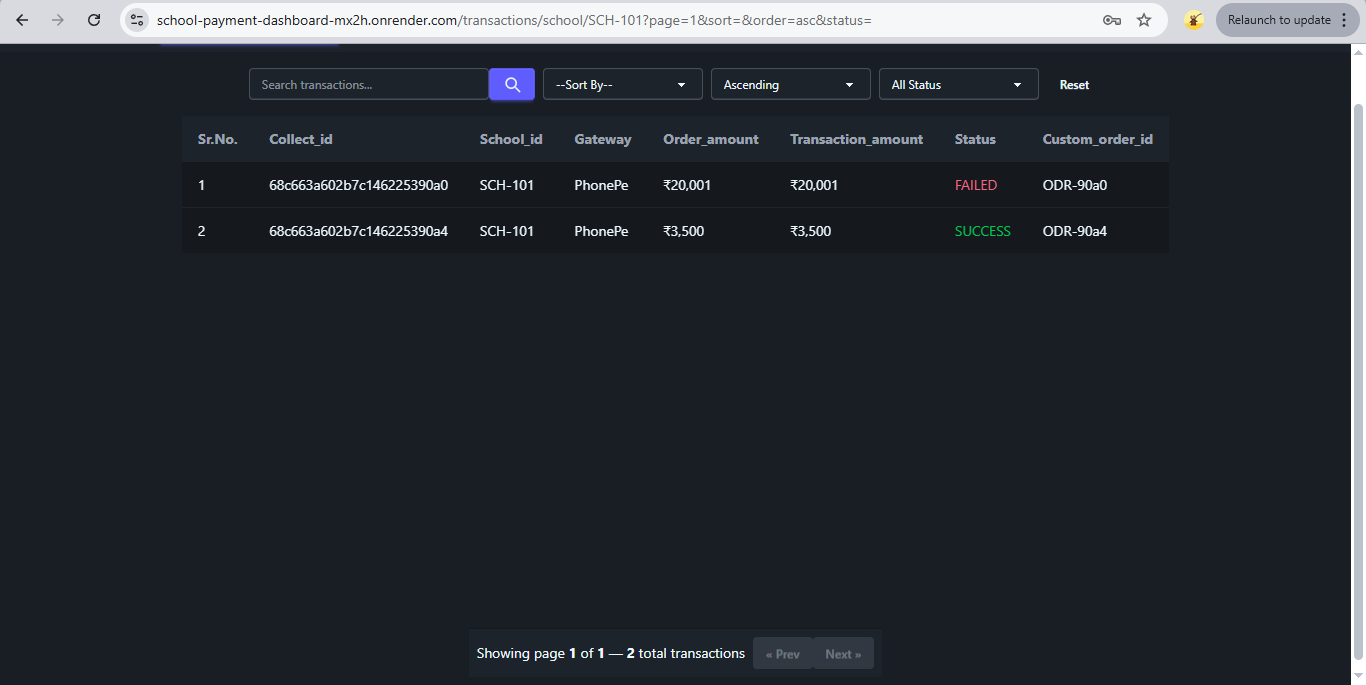 school-payment-dashboard-mx2h.onrender.com/transactions/school/SCH-101?page=1&sort=&order=asc&status= Relaunch to update
Search transactions... --Sort By-- Ascending All Status Reset
Sr.No. Collect_id School_id Gateway Order_amount Transaction_amount Status Custom_order_id
1 68c663a602b7c146225390a0 SCH-101 PhonePe ₹20,001 ₹20,001 FAILED ODR-90a0
2 68c663a602b7c146225390a4 SCH-101 PhonePe ₹3,500 ₹3,500 SUCCESS ODR-90a4
Showing page 1 of 1 — 2 total transactions « Prev Next »